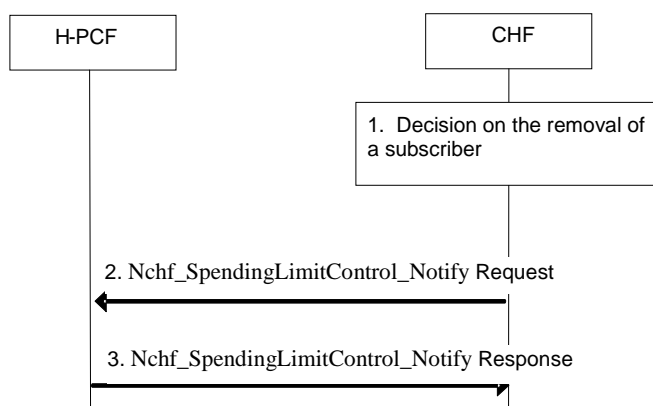 H-PCF
CHF
1. Decision on the removal of
a subscriber
2. Nchf_SpendingLimitControl_Notify Request
3. Nchf_SpendingLimitControl_Notify Response